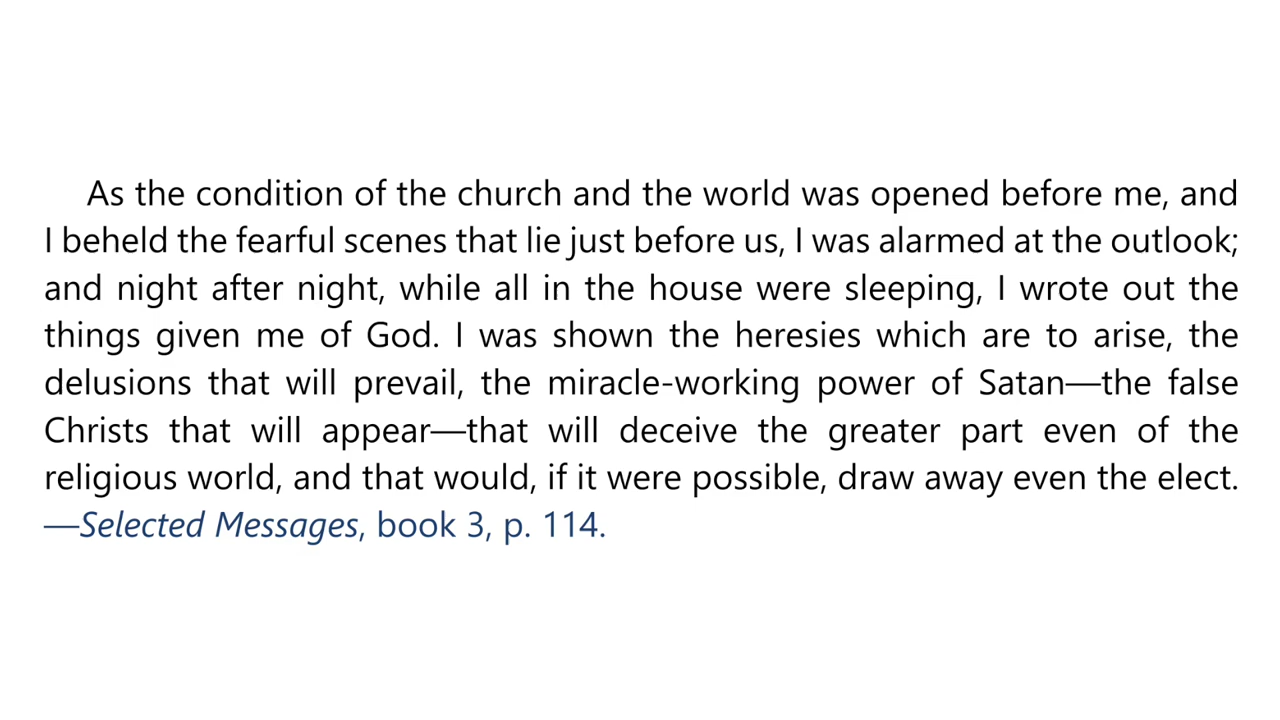 As the condition of the church and the world was opened before me, and
I beheld the fearful scenes that lie just before us, I was alarmed at the outlook;
and night after night, while all in the house were sleeping, I wrote out the
things given me of God. I was shown the heresies which are to arise, the
delusions that will prevail, the miracle-working power of Satan—the false
Christs that will appear—that will deceive the greater part even of the
religious world, and that would, if it were possible, draw away even the elect.
—Selected Messages, book 3, p. 114.